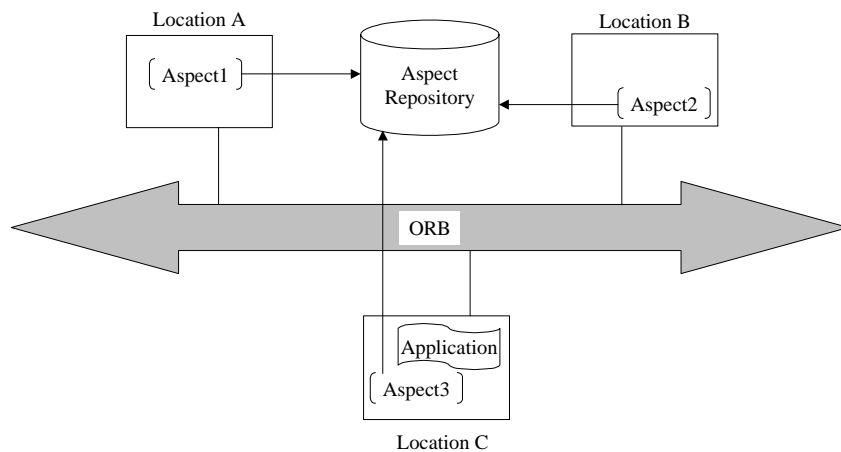 Location A
Location B
Aspect1
Aspect
Repository
Aspect2
ORB
Application
Aspect3
Location C